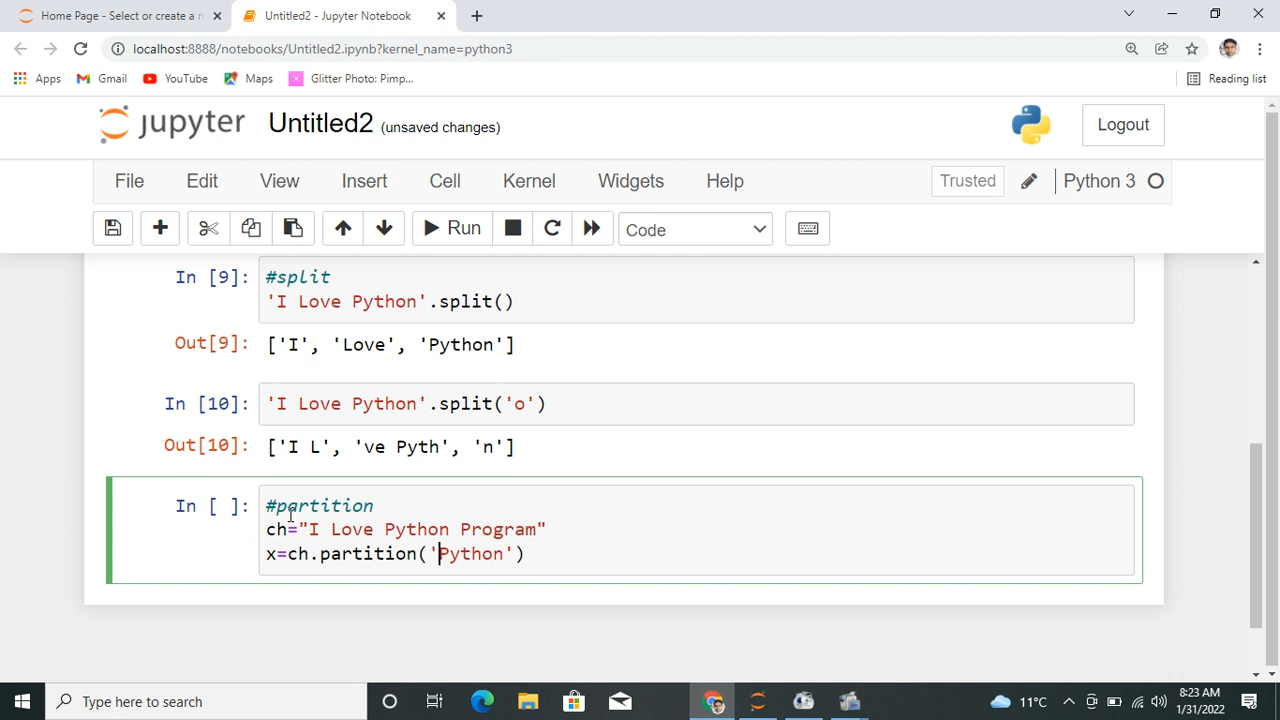 Home Page - Select or create a n
Untitled2 - Jupyter Notebook
localhost:8888/notebooks/Untitled2.ipynb?kernel_name=python3
Apps Gmail YouTube Maps Glitter Photo: Pimp... Reading list
jupyter Untitled2 (unsaved changes) Logout
File Edit View Insert Cell Kernel Widgets Help Trusted Python 3
Run Code
In [9]: #split
'I Love Python'.split()
Out[9]: ['I', 'Love', 'Python']
In [10]: 'I Love Python'.split('o')
Out[10]: ['I L', 've Pyth', 'n']
In [ ]: #partition
ch="I Love Python Program"
x=ch.partition('Python')
Type here to search
11°C
8:23 AM
1/31/2022